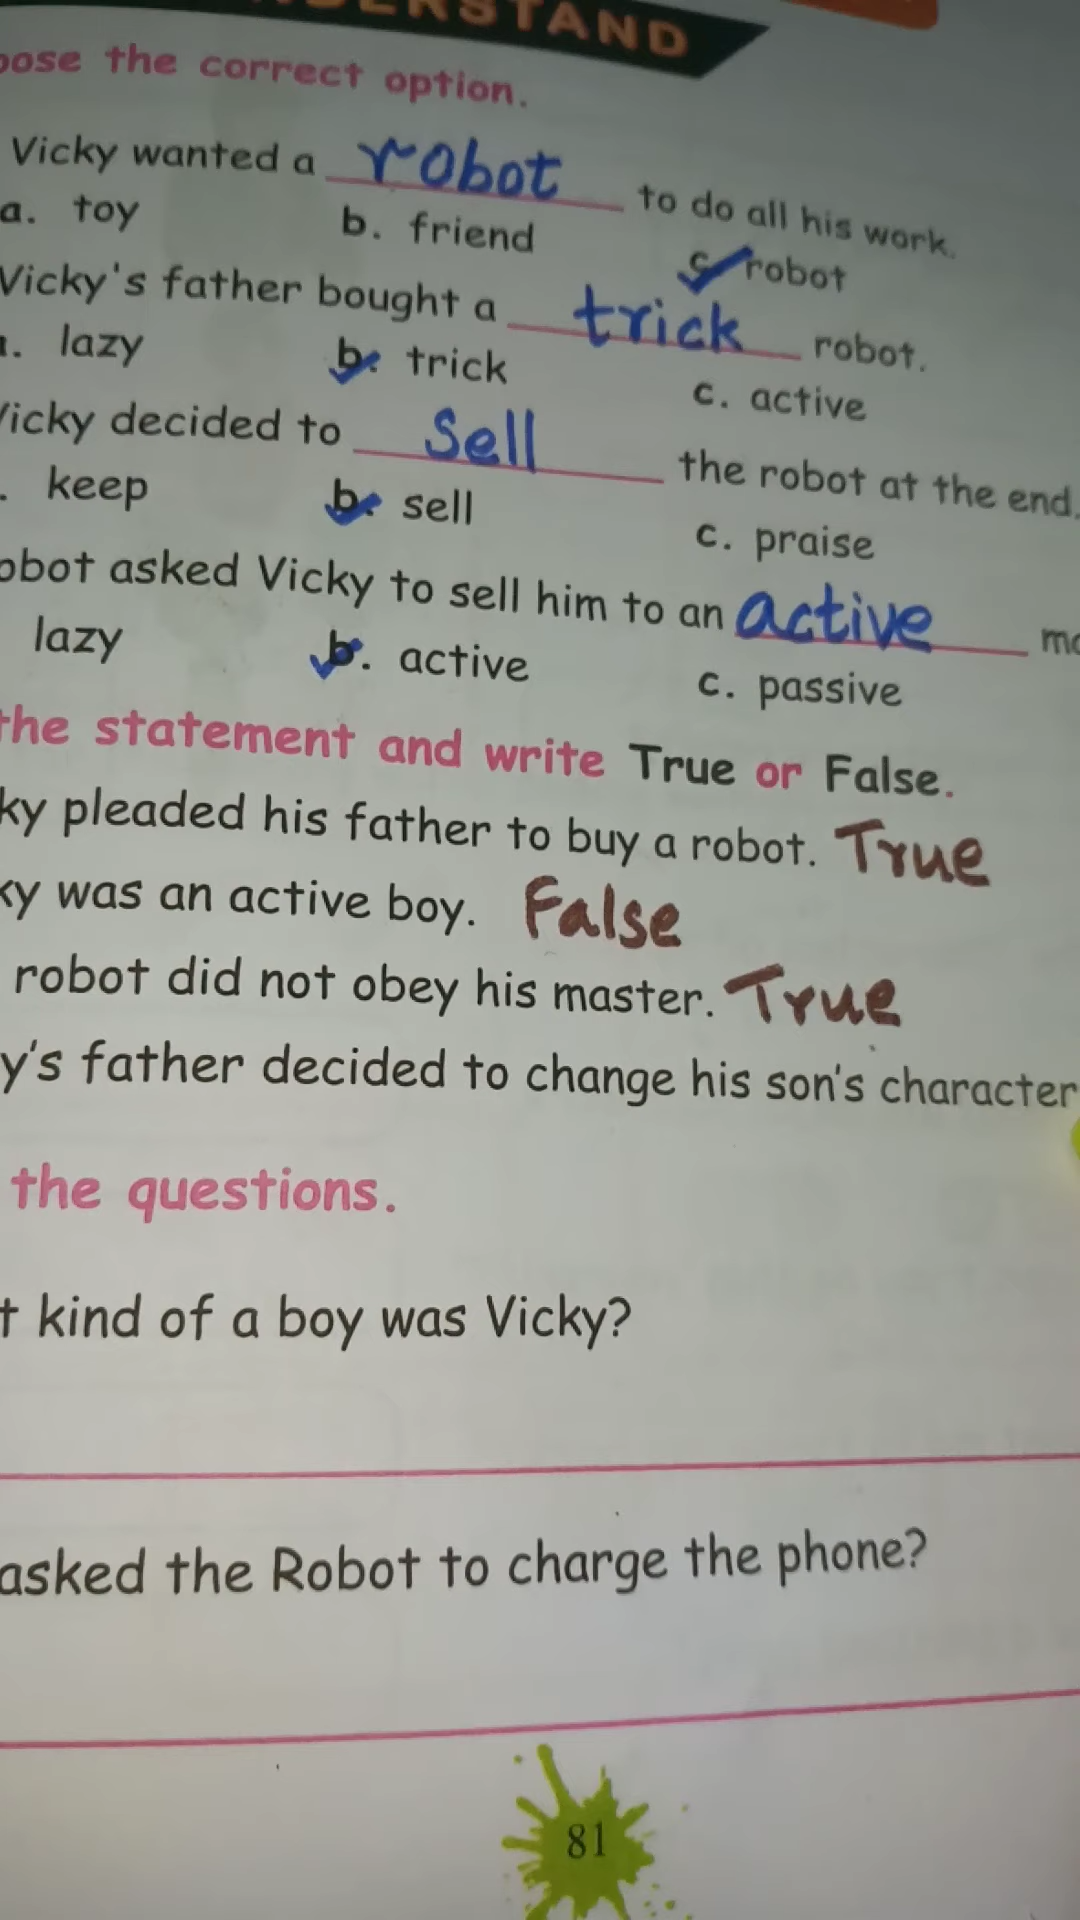 DERSTAND
ose the correct option.
Vicky wanted a robot to do all his work.
a. toy b. friend c. robot
Vicky's father bought a trick robot.
. lazy b. trick c. active
icky decided to sell the robot at the end.
. keep b. sell c. praise
obot asked Vicky to sell him to an active
lazy b. active c. passive
the statement and write True or False.
ky pleaded his father to buy a robot. True
ky was an active boy. False
robot did not obey his master. True
y's father decided to change his son's character
the questions.
t kind of a boy was Vicky?
asked the Robot to charge the phone?
81